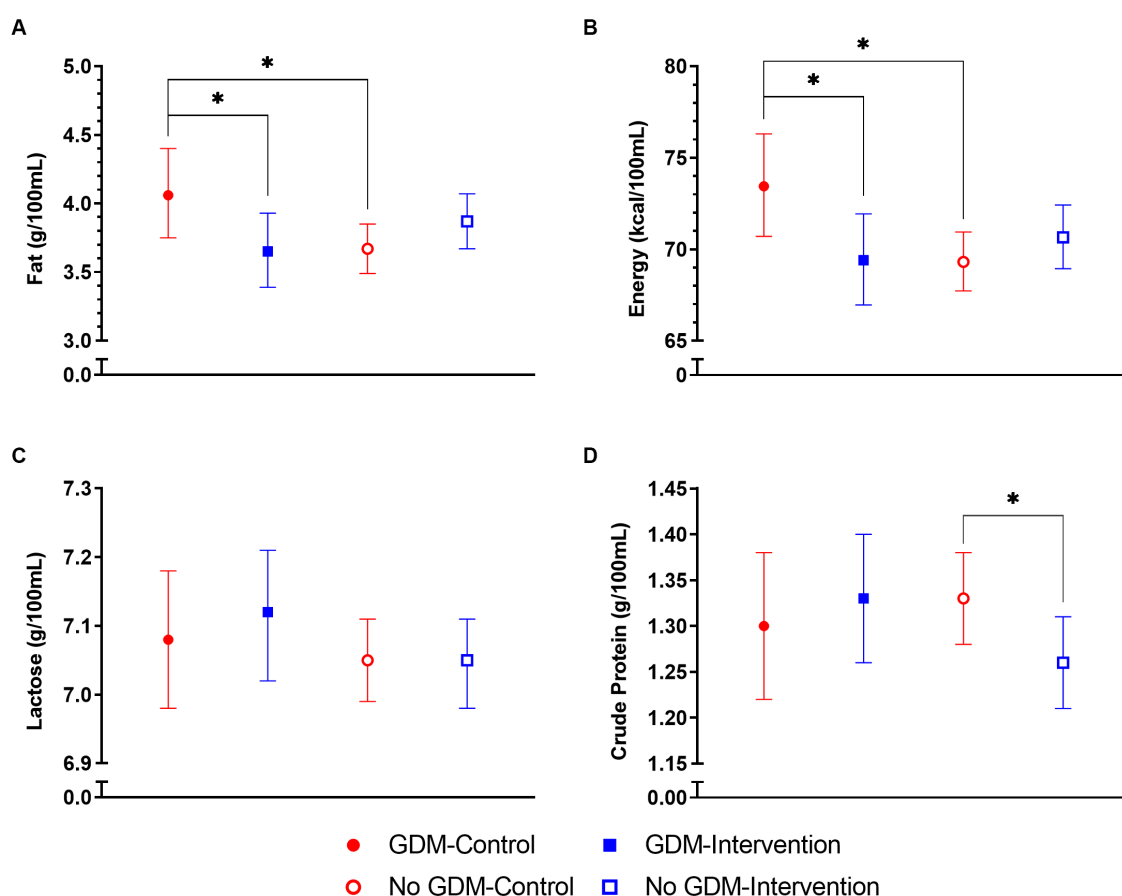 A
Fat (g/100mL)
5.0
4.5
4.0
3.5
3.0
0.0
*
*
B
Energy (kcal/100mL)
80
75
70
65
0
*
*
C
Lactose (g/100mL)
7.3
7.2
7.1
7.0
6.9
0.0
D
Crude Protein (g/100mL)
1.45
1.40
1.35
1.30
1.25
1.20
1.15
0.00
*
GDM-Control
GDM-Intervention
No GDM-Control
No GDM-Intervention